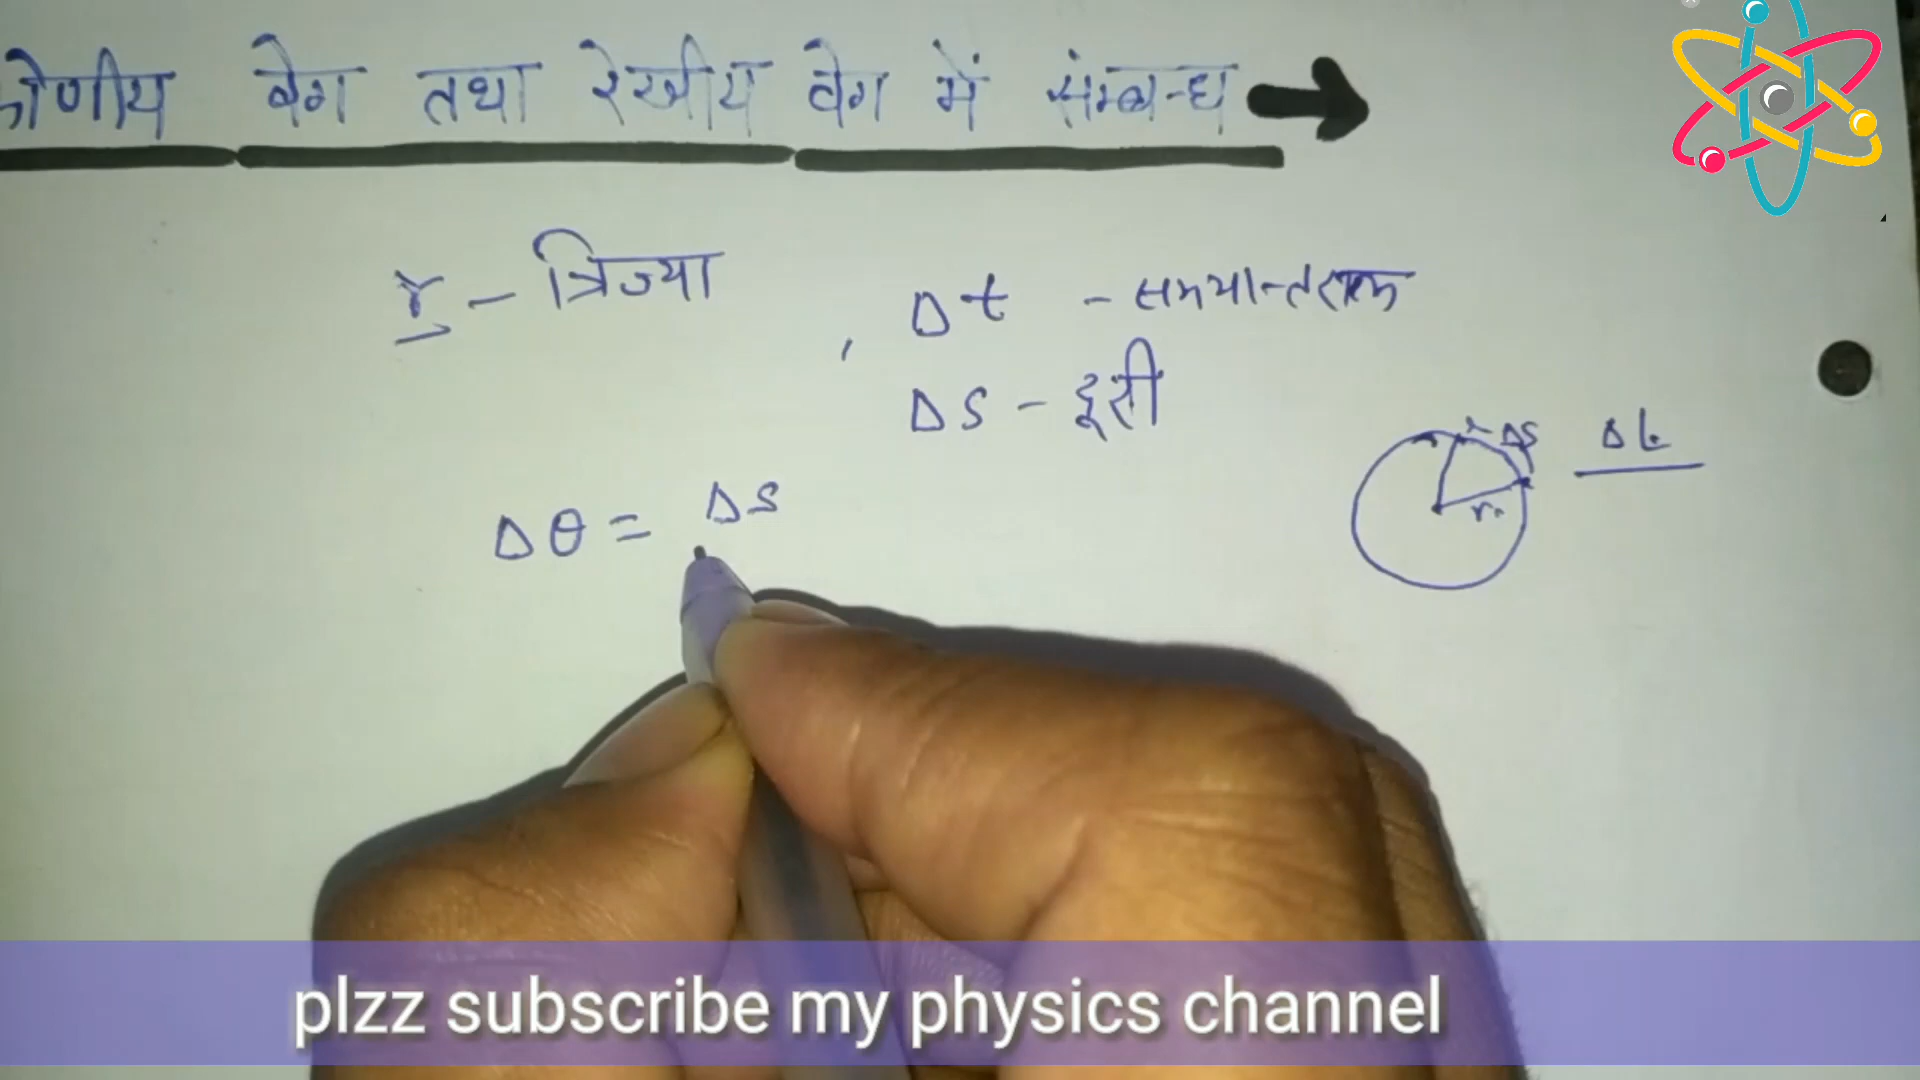 कोणीय वेग तथा रेखीय वेग में संम्बन्ध
r - त्रिज्या , Δt - समयान्तराल
Δs - दूरी
Δs Δt
r
Δθ = Δs
plzz subscribe my physics channel